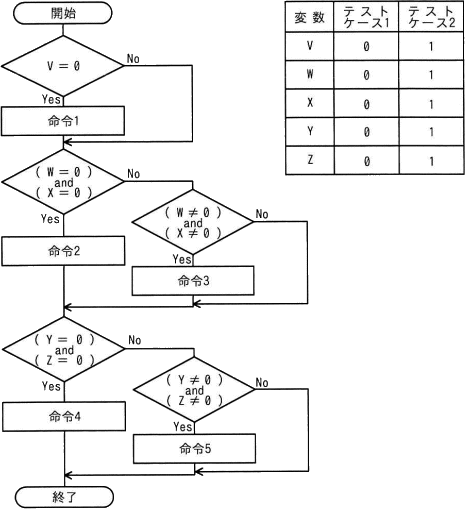 開始
V = 0
No
Yes
命令1
( W = 0 )
and
( X = 0 )
No
Yes
命令2
( W ≠ 0 )
and
( X ≠ 0 )
No
Yes
命令3
( Y = 0 )
and
( Z = 0 )
No
Yes
命令4
( Y ≠ 0 )
and
( Z ≠ 0 )
No
Yes
命令5
終了
変数 テストケース1 テストケース2
V 0 1
W 0 1
X 0 1
Y 0 1
Z 0 1